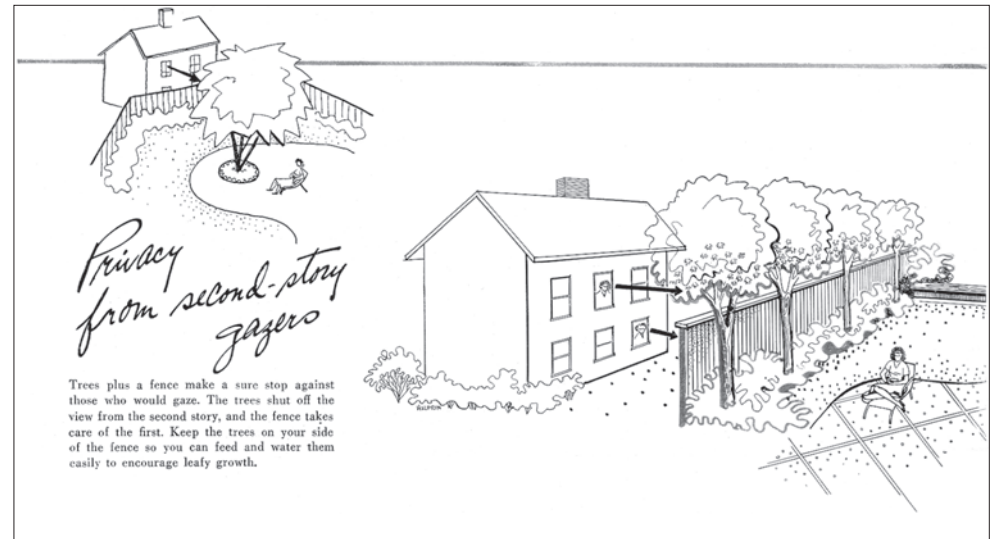 Privacy
from second-story
gazers
Trees plus a fence make a sure stop against
those who would gaze. The trees shut off the
view from the second story, and the fence takes
care of the first. Keep the trees on your side
of the fence so you can feed and water them
easily to encourage leafy growth.